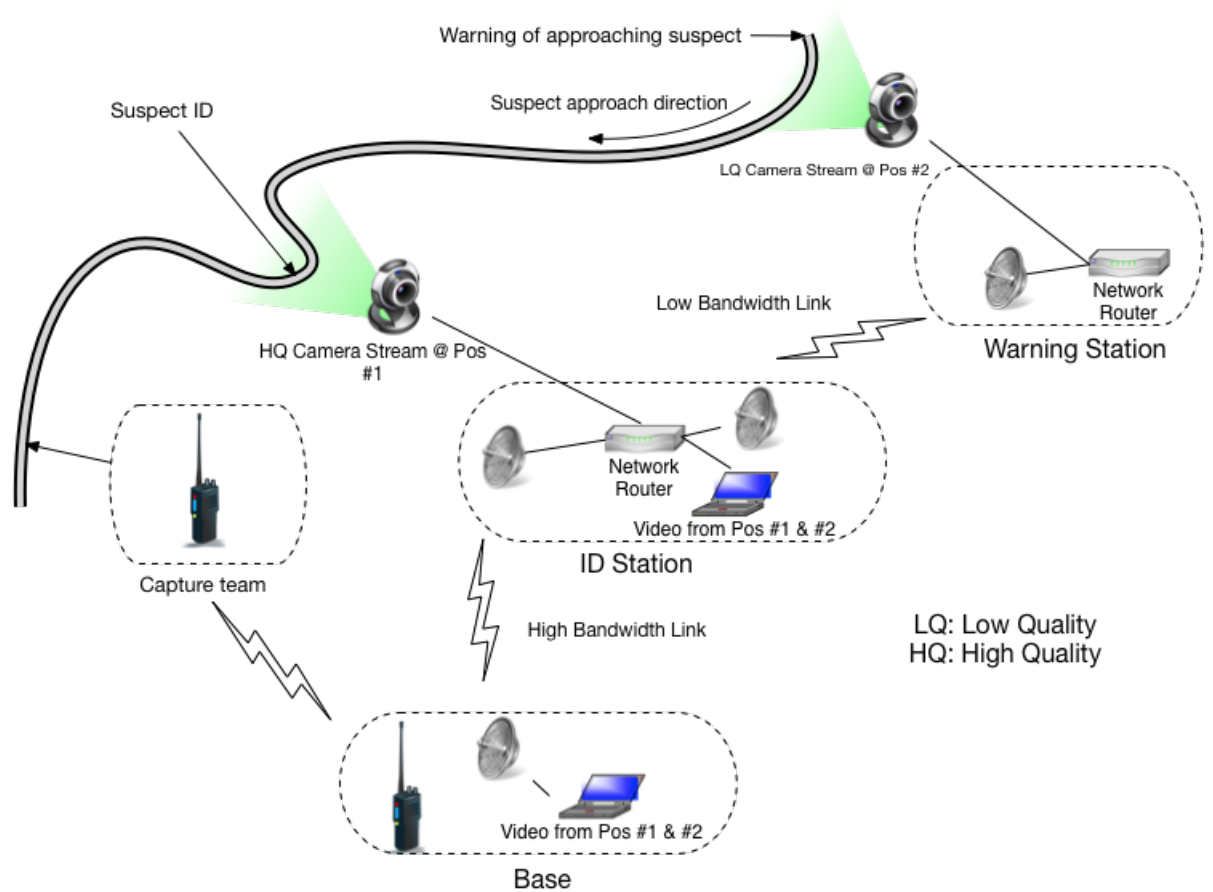 Warning of approaching suspect
Suspect approach direction
Suspect ID
LQ Camera Stream @ Pos #2
Network
Router
Low Bandwidth Link
Warning Station
HQ Camera Stream @ Pos
#1
Network
Router
Video from Pos #1 & #2
ID Station
Capture team
High Bandwidth Link
LQ: Low Quality
HQ: High Quality
Video from Pos #1 & #2
Base